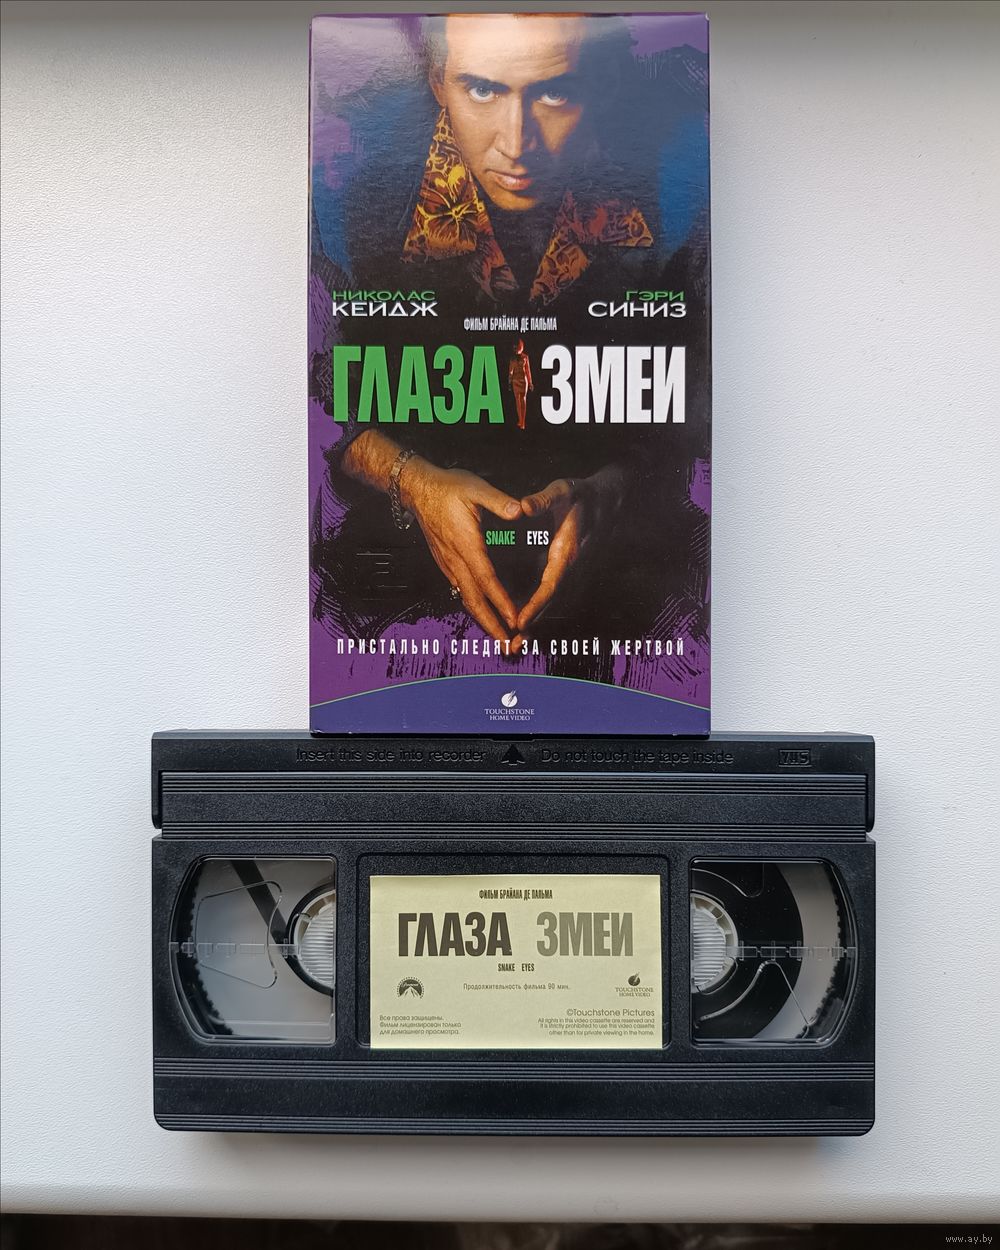 НИКОЛАС
КЕЙДЖ
ГЭРИ
СИНИЗ
ФИЛЬМ БРАЙАНА ДЕ ПАЛЬМА
ГЛАЗА ЗМЕИ
SNAKE EYES
ПРИСТАЛЬНО СЛЕДЯТ ЗА СВОЕЙ ЖЕРТВОЙ
TOUCHSTONE
HOME VIDEO
Insert this side into recorder Do not touch the tape inside VHS
ФИЛЬМ БРАЙАНА ДЕ ПАЛЬМА
ГЛАЗА ЗМЕИ
SNAKE EYES
Paramount
Продолжительность фильма 90 мин.
TOUCHSTONE
HOME VIDEO
Все права защищены.
Фильм лицензирован только
для домашнего просмотра.
©Touchstone Pictures
All rights in this video cassette are reserved and
it is strictly prohibited to use this video cassette
other than for private viewing in the home.
www.ay.by